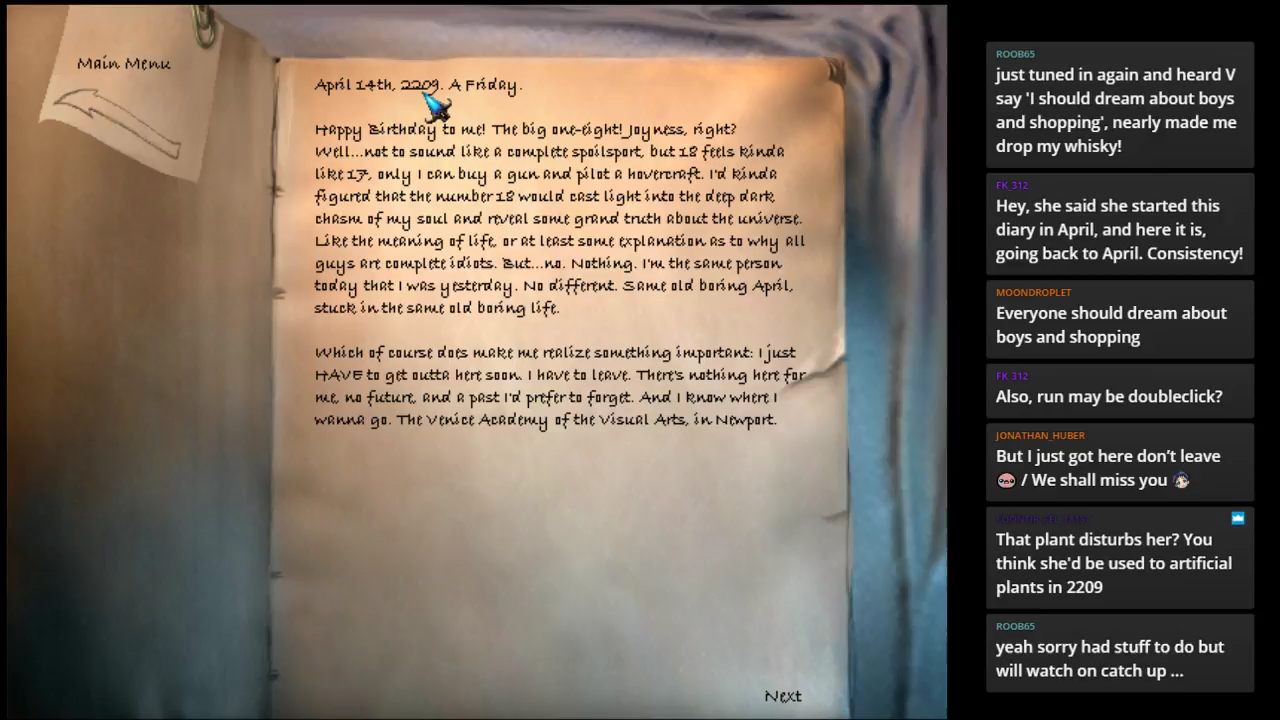 Main Menu
April 14th, 2209. A Friday.
Happy Birthday to me! The big one-eight! Joyness, right?
Well...not to sound like a complete spoilsport, but 18 feels kinda
like 17, only I can buy a gun and pilot a hovercraft. I'd kinda
figured that the number 18 would cast light into the deep dark
chasm of my soul and reveal some grand truth about the universe.
Like the meaning of life, or at least some explanation as to why all
guys are complete idiots. But...no. Nothing. I'm the same person
today that I was yesterday. No different. Same old boring April,
stuck in the same old boring life.
Which of course does make me realize something important: I just
HAVE to get outta here soon. I have to leave. There's nothing here for
me, no future, and a past I'd prefer to forget. And I know where I
wanna go. The Venice Academy of the Visual Arts, in Newport.
Next
ROOB65
just tuned in again and heard V
say 'I should dream about boys
and shopping', nearly made me
drop my whisky!
FK_312
Hey, she said she started this
diary in April, and here it is,
going back to April. Consistency!
MOONDROPLET
Everyone should dream about
boys and shopping
FK_312
Also, run may be doubleclick?
JONATHAN_HUBER
But I just got here don’t leave
/ We shall miss you
That plant disturbs her? You
think she'd be used to artificial
plants in 2209
ROOB65
yeah sorry had stuff to do but
will watch on catch up ...